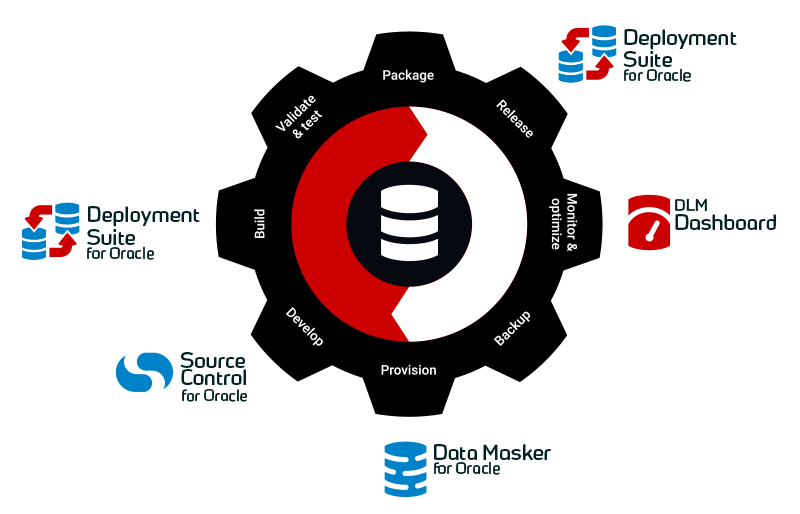 Deployment
Suite
for Oracle
Package
Validate
& test
Release
Build
Monitor &
optimize
Deployment
Suite
for Oracle
DLM
Dashboard
Develop
Backup
Source
Control
for Oracle
Provision
Data Masker
for Oracle